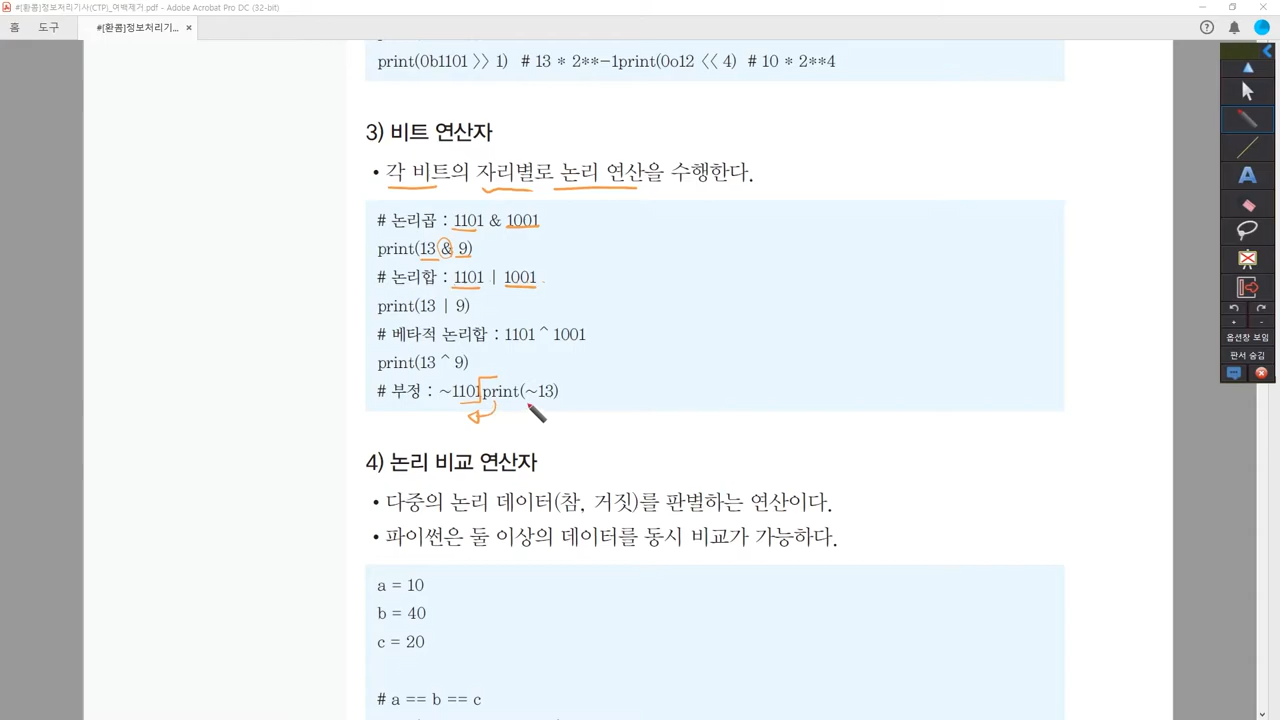 #[환콤]정보처리기사(CTP)_여백제거.pdf - Adobe Acrobat Pro DC (32-bit)
홈 도구 #[환콤]정보처리기... ×
print(0b1101 >> 1) # 13 * 2**-1print(0o12 << 4) # 10 * 2**4
3) 비트 연산자
• 각 비트의 자리별로 논리 연산을 수행한다.
# 논리곱 : 1101 & 1001
print(13 & 9)
# 논리합 : 1101 | 1001
print(13 | 9)
# 베타적 논리합 : 1101 ^ 1001
print(13 ^ 9)
# 부정 : ~1101print(~13)
4) 논리 비교 연산자
• 다중의 논리 데이터(참, 거짓)를 판별하는 연산이다.
• 파이썬은 둘 이상의 데이터를 동시 비교가 가능하다.
a = 10
b = 40
c = 20
# a == b == c
A
옵션창 보임
판서 숨김